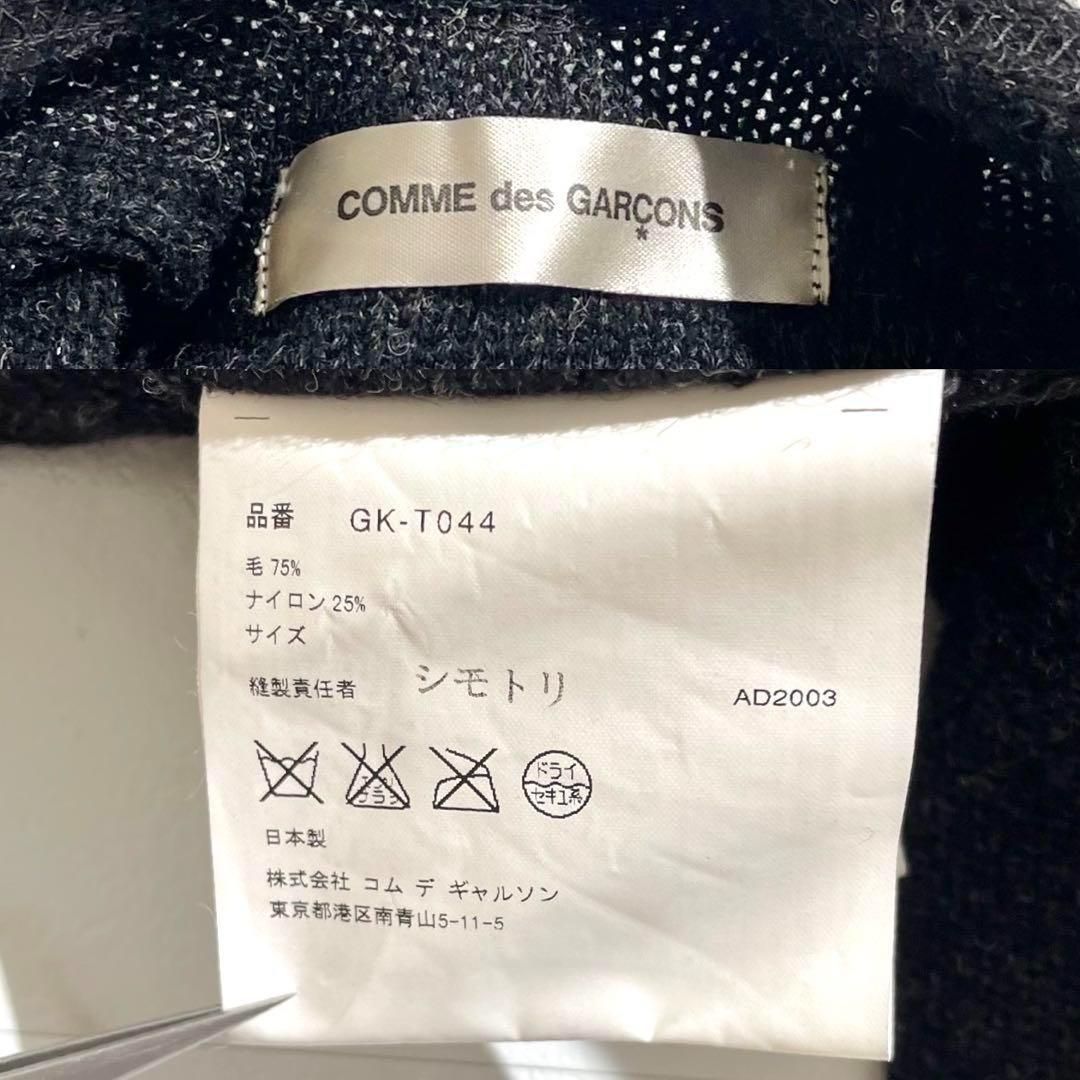 COMME des GARÇONS
*
品番 GK-T044
毛 75%
ナイロン 25%
サイズ
縫製責任者 シモトリ AD2003
ドライ
セキユ系
日本製
株式会社 コム デ ギャルソン
東京都港区南青山5-11-5